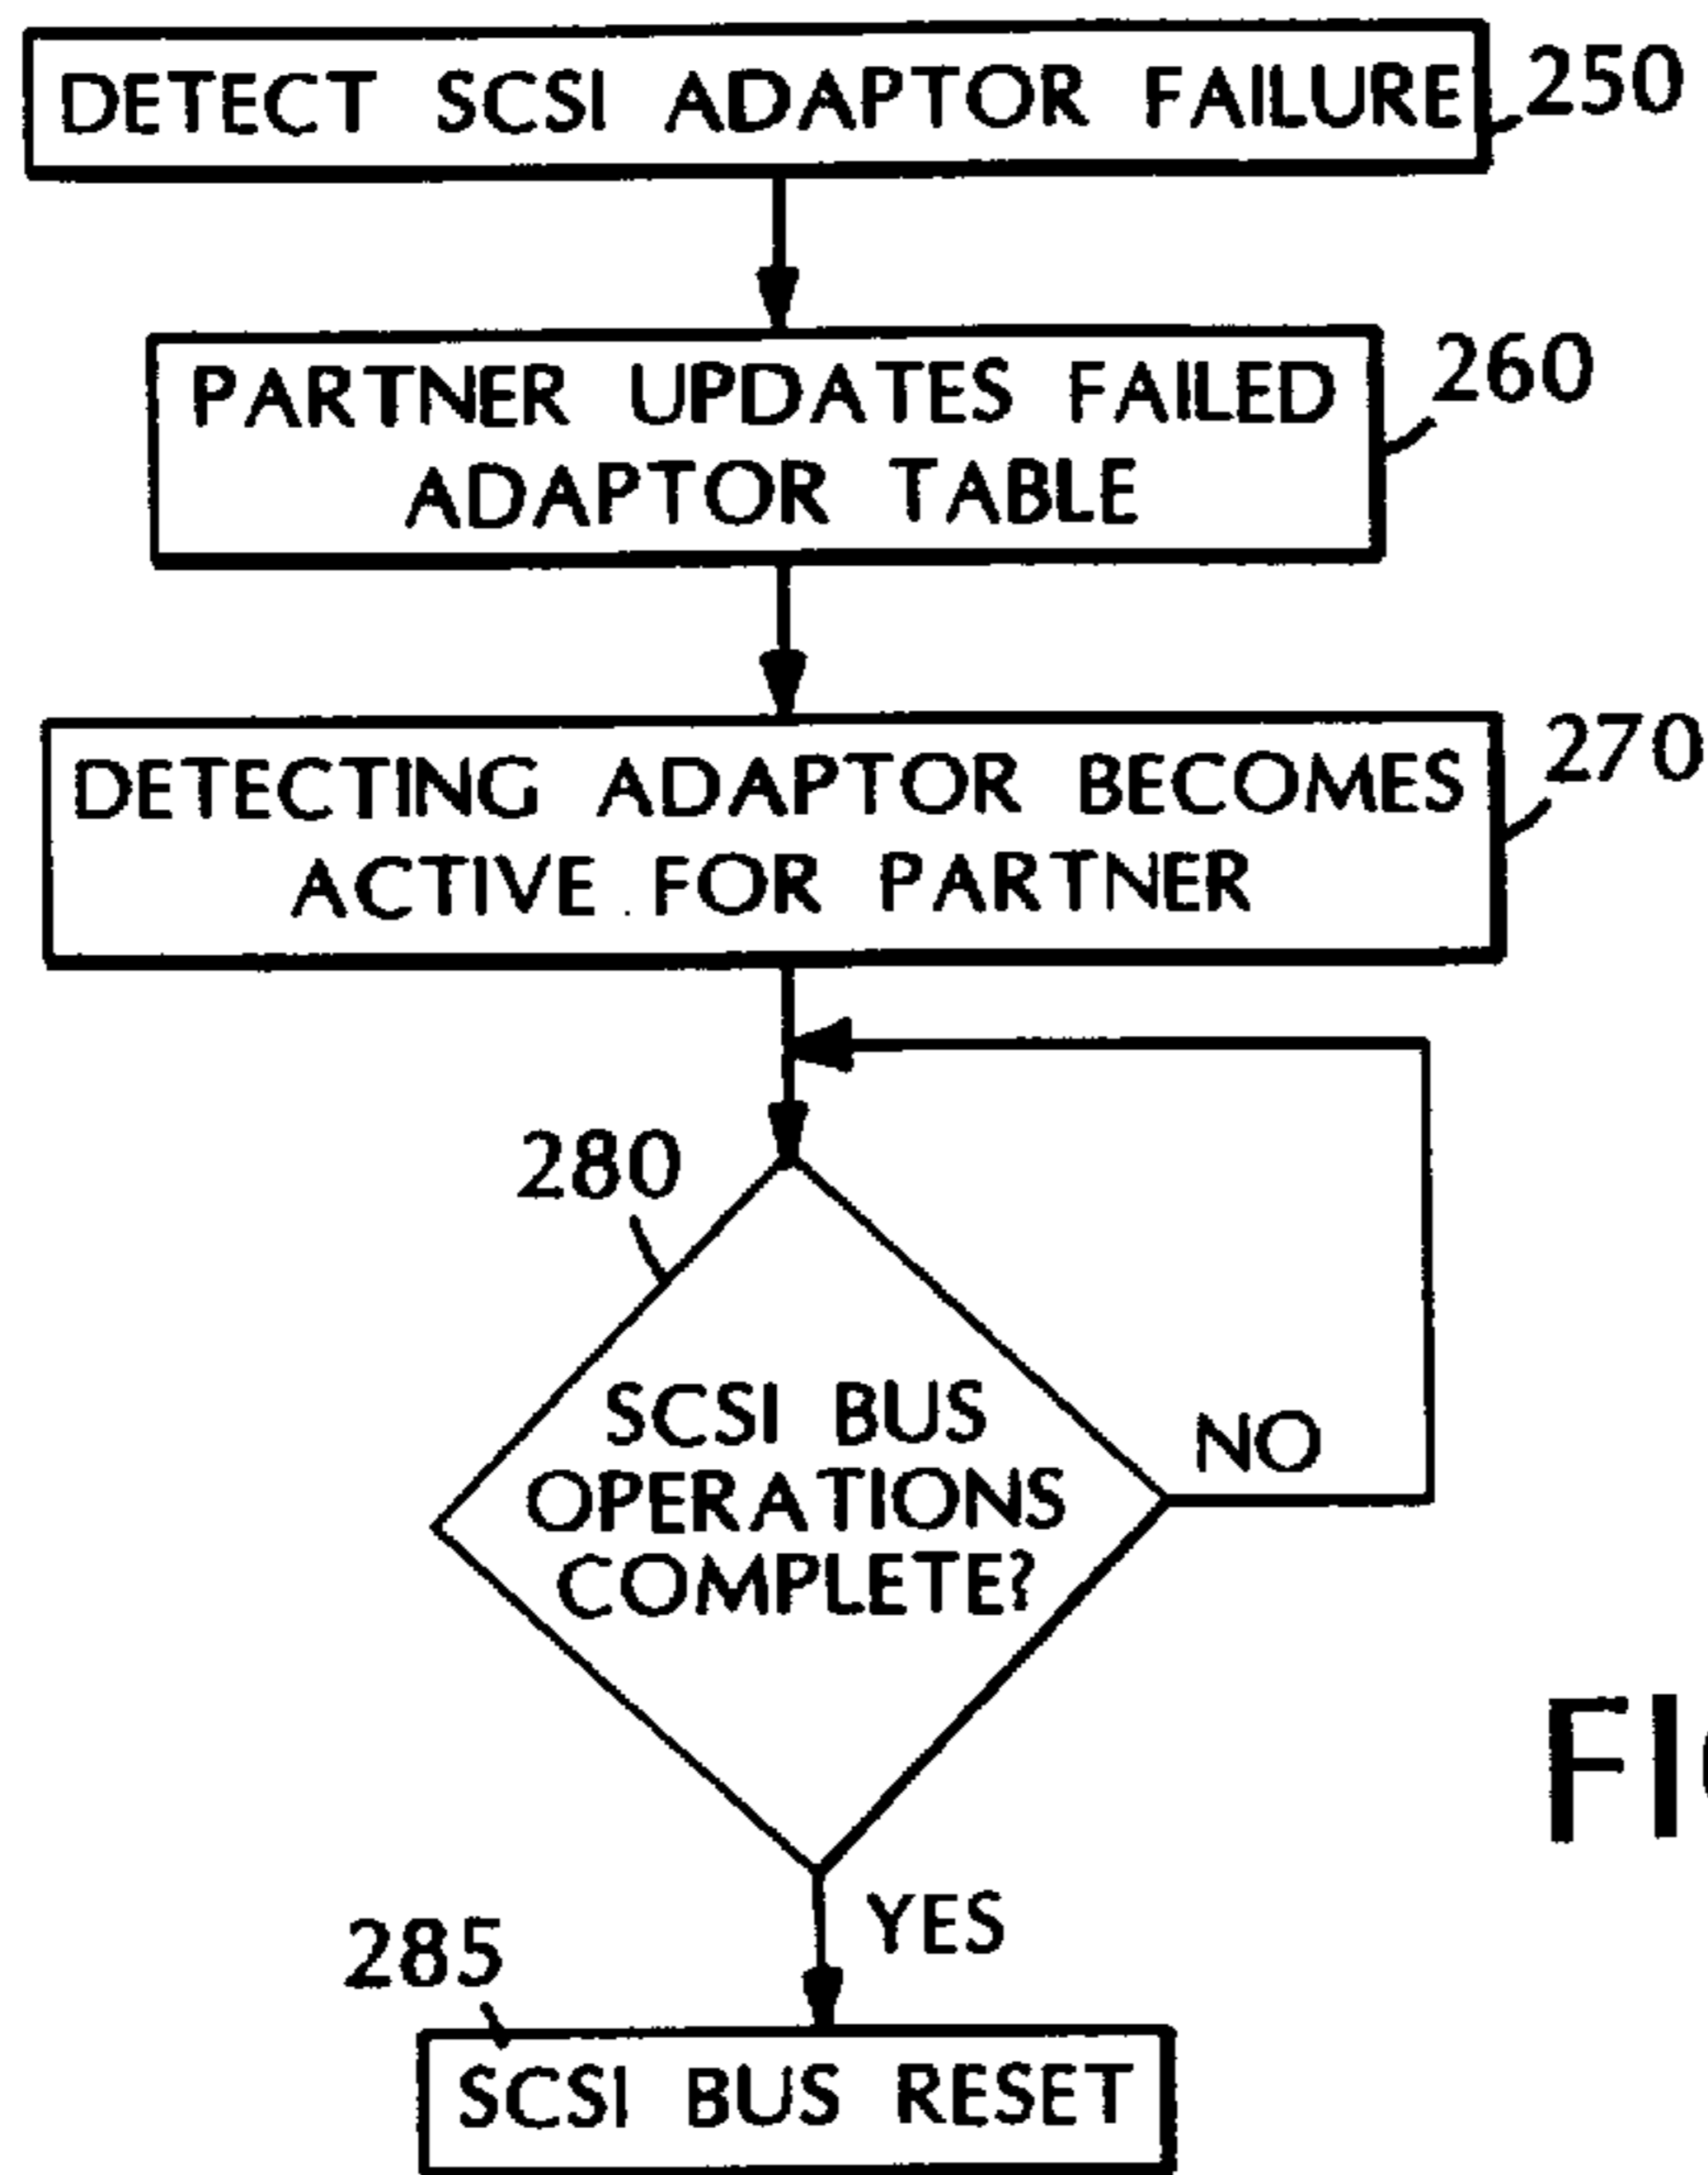 DETECT SCSI ADAPTOR FAILURE
250
PARTNER UPDATES FAILED
ADAPTOR TABLE
260
DETECTING ADAPTOR BECOMES
ACTIVE FOR PARTNER
270
280
SCSI BUS
OPERATIONS
COMPLETE?
NO
YES
285
SCSI BUS RESET